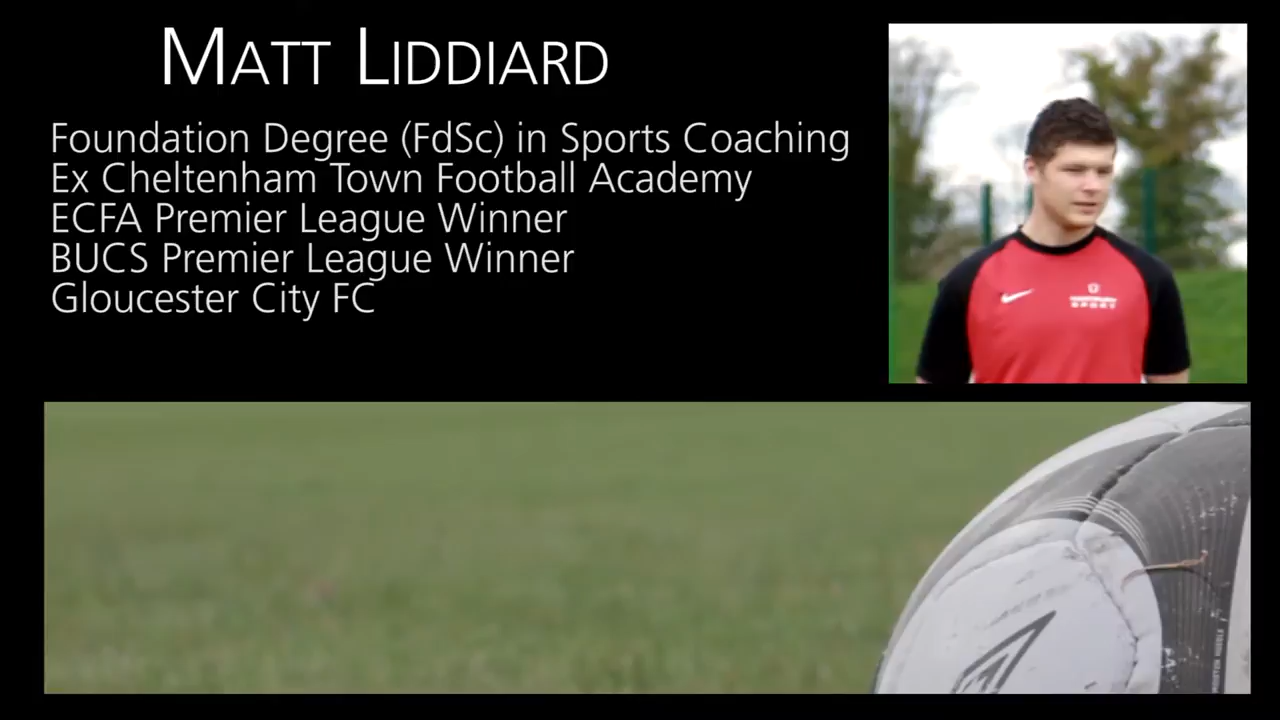 MATT LIDDIARD
Foundation Degree (FdSc) in Sports Coaching
Ex Cheltenham Town Football Academy
ECFA Premier League Winner
BUCS Premier League Winner
Gloucester City FC
SPORT